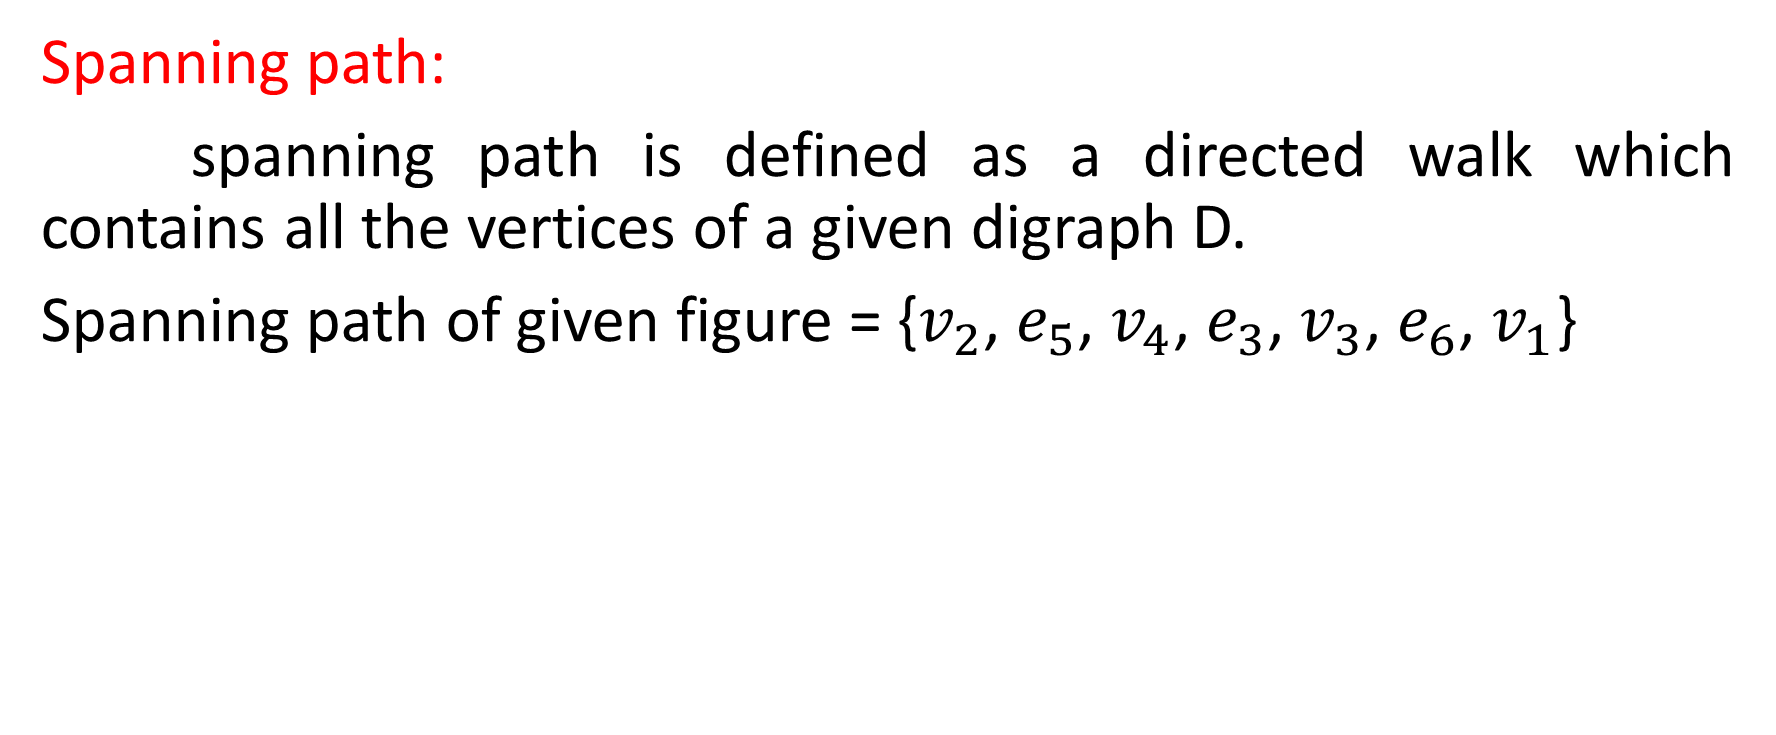 Spanning path:
spanning path is defined as a directed walk which
contains all the vertices of a given digraph D.
Spanning path of given figure = {𝑣₂, 𝑒₅, 𝑣₄, 𝑒₃, 𝑣₃, 𝑒₆, 𝑣₁}